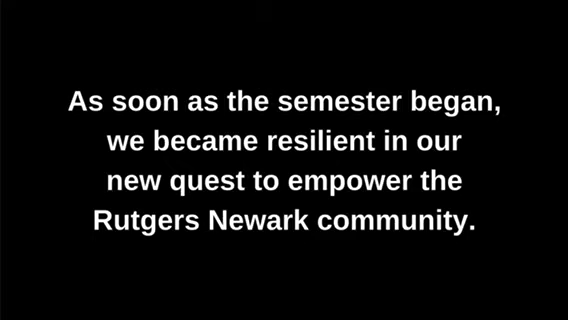 As soon as the semester began,
we became resilient in our
new quest to empower the
Rutgers Newark community.